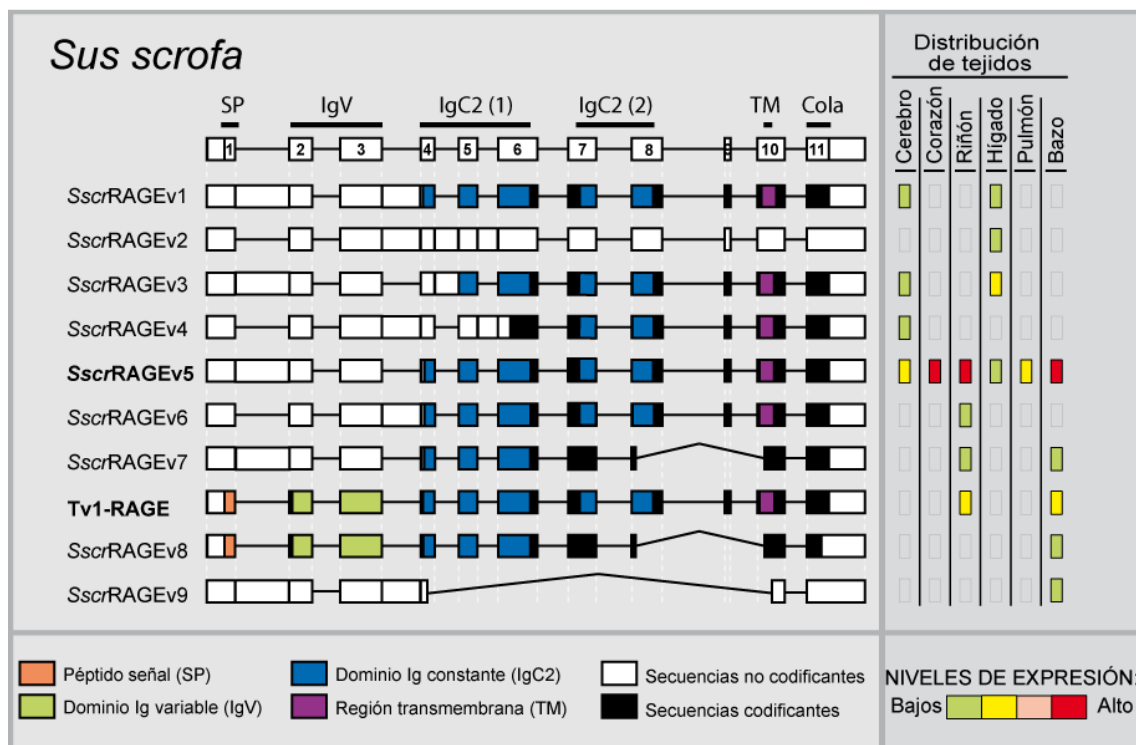 Sus scrofa
Distribución
de tejidos
SP IgV IgC2 (1) IgC2 (2) TM Cola
Cerebro
Corazón
Riñón
Hígado
Pulmón
Bazo
1 2 3 4 5 6 7 8 9 10 11
SscrRAGEv1
SscrRAGEv2
SscrRAGEv3
SscrRAGEv4
SscrRAGEv5
SscrRAGEv6
SscrRAGEv7
Tv1-RAGE
SscrRAGEv8
SscrRAGEv9
Péptido señal (SP)
Dominio Ig variable (IgV)
Dominio Ig constante (IgC2)
Región transmembrana (TM)
Secuencias no codificantes
Secuencias codificantes
NIVELES DE EXPRESIÓN:
Bajos Alto